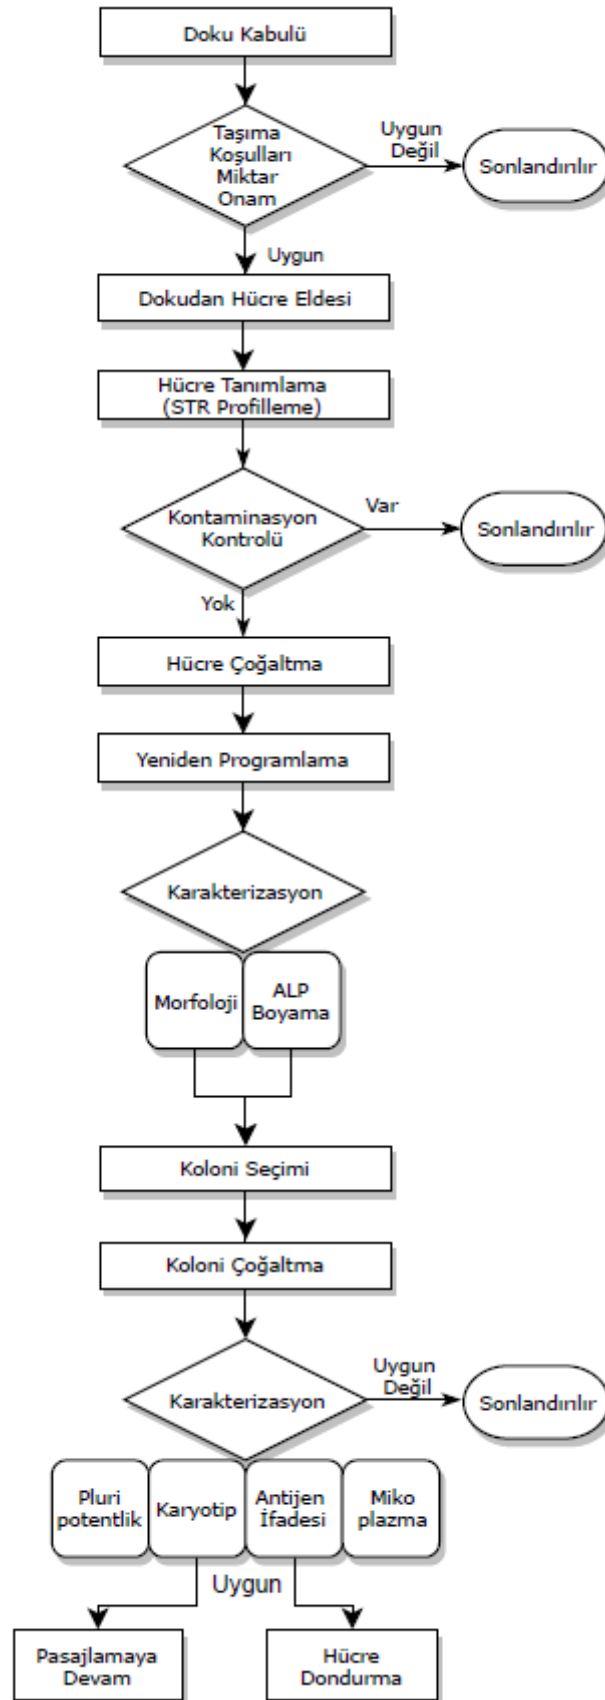 Doku Kabulü
Taşıma
Koşulları
Miktar
Onam
Uygun
Değil
Sonlandırılır
Uygun
Dokudan Hücre Eldesi
Hücre Tanımlama
(STR Profilleme)
Kontaminasyon
Kontrolü
Var
Sonlandırılır
Yok
Hücre Çoğaltma
Yeniden Programlama
Karakterizasyon
Morfoloji
ALP
Boyama
Koloni Seçimi
Koloni Çoğaltma
Karakterizasyon
Uygun
Değil
Sonlandırılır
Pluri
potentlik
Karyotip
Antijen
İfadesi
Miko
plazma
Uygun
Pasajlamaya
Devam
Hücre
Dondurma